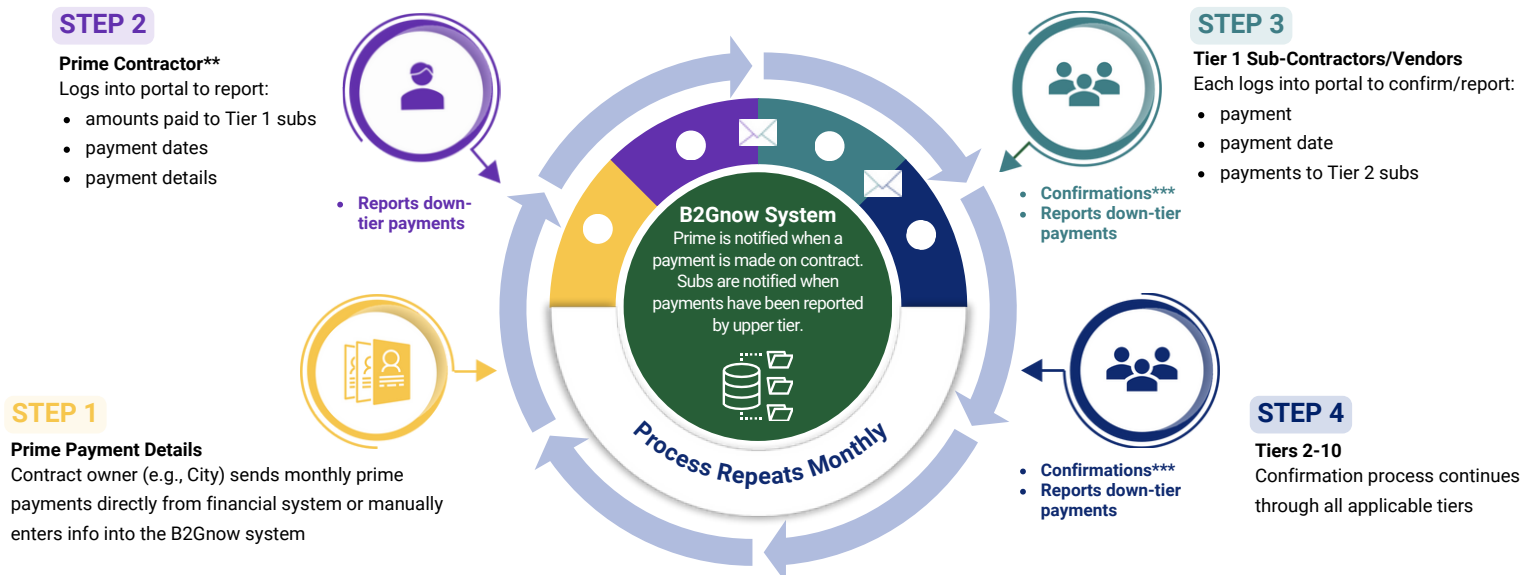 STEP 2
Prime Contractor**
Logs into portal to report:
• amounts paid to Tier 1 subs
• payment dates
• payment details
• Reports down-
tier payments
STEP 3
Tier 1 Sub-Contractors/Vendors
Each logs into portal to confirm/report:
• payment
• payment date
• payments to Tier 2 subs
• Confirmations***
• Reports down-tier
payments
B2Gnow System
Prime is notified when a
payment is made on contract.
Subs are notified when
payments have been reported
by upper tier.
Process Repeats Monthly
STEP 1
Prime Payment Details
Contract owner (e.g., City) sends monthly prime
payments directly from financial system or manually
enters info into the B2Gnow system
STEP 4
Tiers 2-10
Confirmation process continues
through all applicable tiers
• Confirmations***
• Reports down-tier
payments